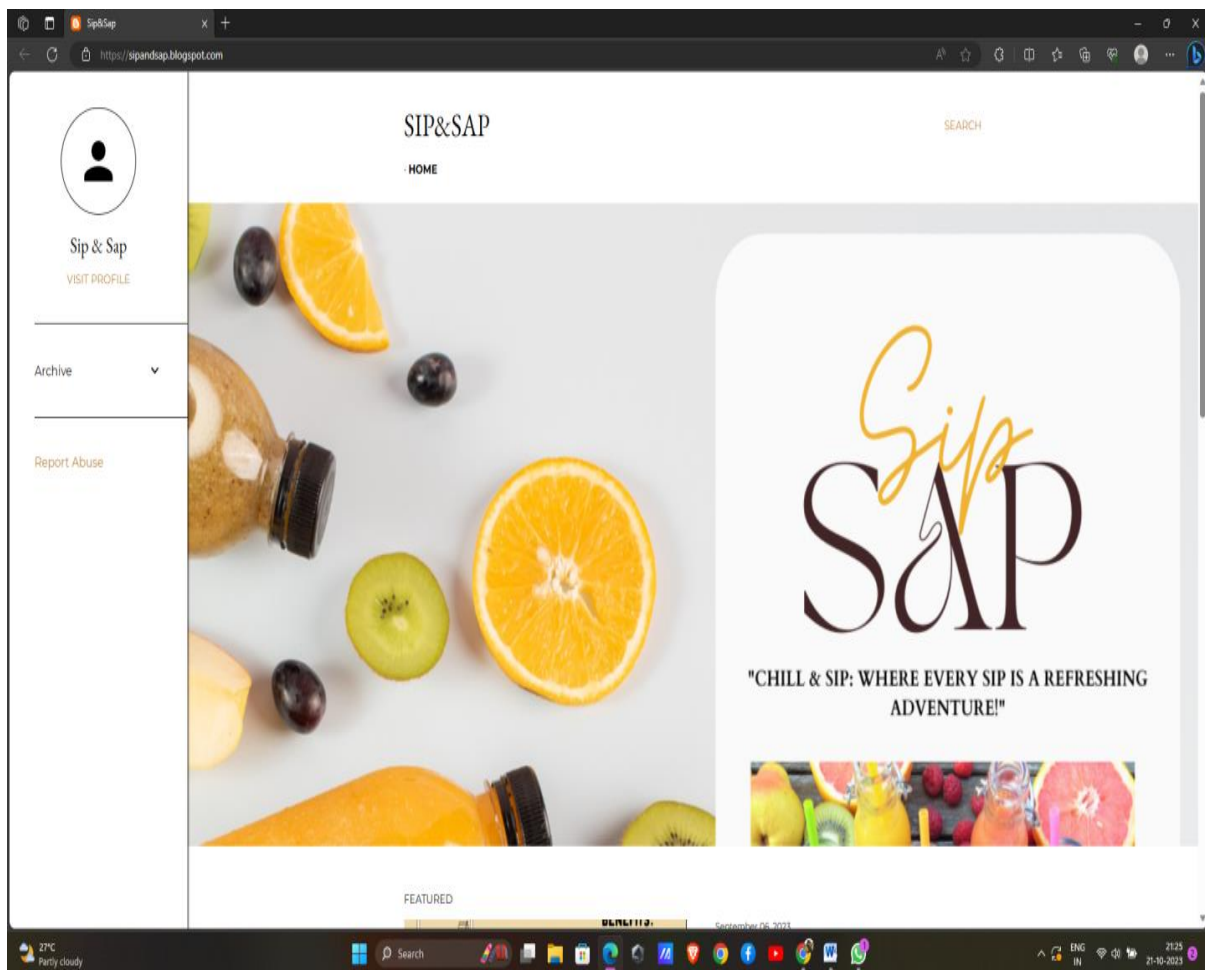 Sip&Sap
https://sipandsap.blogspot.com
SIP&SAP
SEARCH
· HOME
Sip & Sap
VISIT PROFILE
Archive
Report Abuse
Sip
SAP
"CHILL & SIP: WHERE EVERY SIP IS A REFRESHING
ADVENTURE!"
FEATURED
BENEFITS:
September 06, 2023
27°C
Partly cloudy
Search
ENG
IN
21:25
21-10-2023